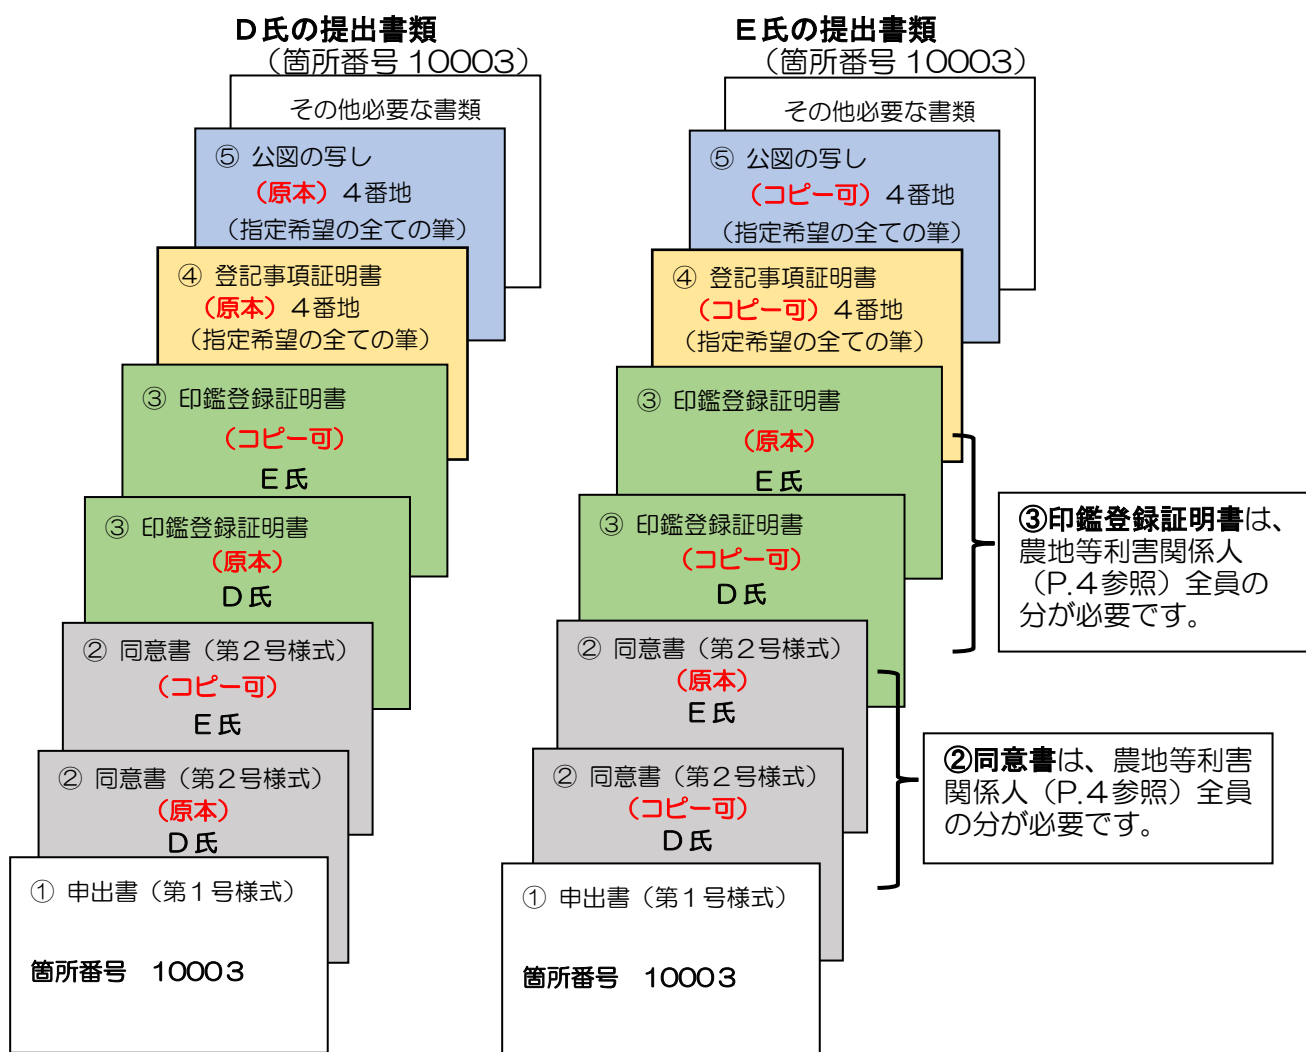 D氏の提出書類
（箇所番号 10003）
その他必要な書類
⑤ 公図の写し
（原本）４番地
（指定希望の全ての筆）
④ 登記事項証明書
（原本）４番地
（指定希望の全ての筆）
③ 印鑑登録証明書
（コピー可）
E氏
③ 印鑑登録証明書
（原本）
D氏
② 同意書（第２号様式）
（コピー可）
E氏
② 同意書（第２号様式）
（原本）
D氏
① 申出書（第１号様式）
箇所番号　10003
E氏の提出書類
（箇所番号 10003）
その他必要な書類
⑤ 公図の写し
（コピー可）４番地
（指定希望の全ての筆）
④ 登記事項証明書
（コピー可）４番地
（指定希望の全ての筆）
③ 印鑑登録証明書
（原本）
E氏
③ 印鑑登録証明書
（コピー可）
D氏
② 同意書（第２号様式）
（原本）
E氏
② 同意書（第２号様式）
（コピー可）
D氏
① 申出書（第１号様式）
箇所番号　10003
③印鑑登録証明書は、
農地等利害関係人
（P.４参照）全員の
分が必要です。
②同意書は、農地等利害
関係人（P.４参照）全員
の分が必要です。